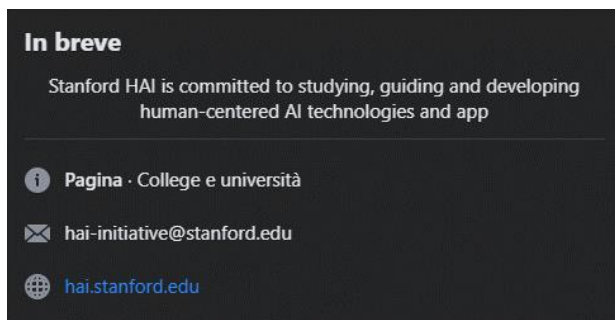 In breve
Stanford HAI is committed to studying, guiding and developing
human-centered AI technologies and app
Pagina · College e università
hai-initiative@stanford.edu
hai.stanford.edu